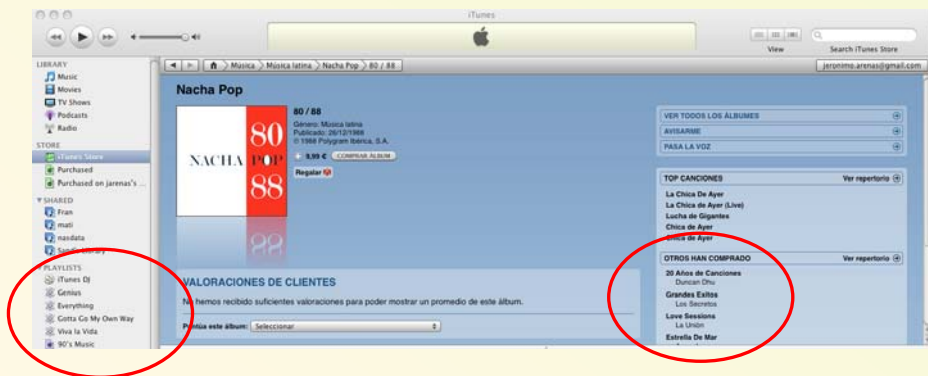 iTunes
View
Search iTunes Store
LIBRARY
Music
Movies
TV Shows
Podcasts
Radio
STORE
iTunes Store
Purchased
Purchased on jarenas's ...
SHARED
Fran
mati
nasdata
Library
PLAYLISTS
iTunes DJ
Genius
Everything
Gotta Go My Own Way
Viva la Vida
90's Music
Música > Música latina > Nacha Pop > 80 / 88
jeronimo.arenas@gmail.com
Nacha Pop
80
NACHA POP
88
80 / 88
Género: Música latina
Publicado: 26/12/1988
© 1988 Polygram Ibérica, S.A.
9,99 € COMPRAR ÁLBUM
Regalar
VALORACIONES DE CLIENTES
No hemos recibido suficientes valoraciones para poder mostrar un promedio de este álbum.
Puntúa este álbum: Seleccionar
VER TODOS LOS ÁLBUMES
AVISARME
PASA LA VOZ
TOP CANCIONES Ver repertorio
La Chica De Ayer
La Chica de Ayer (Live)
Lucha de Gigantes
Chica de Ayer
Chica de Ayer
OTROS HAN COMPRADO Ver repertorio
20 Años de Canciones
Duncan Dhu
Grandes Exitos
Los Secretos
Love Sessions
La Unión
Estrella De Mar